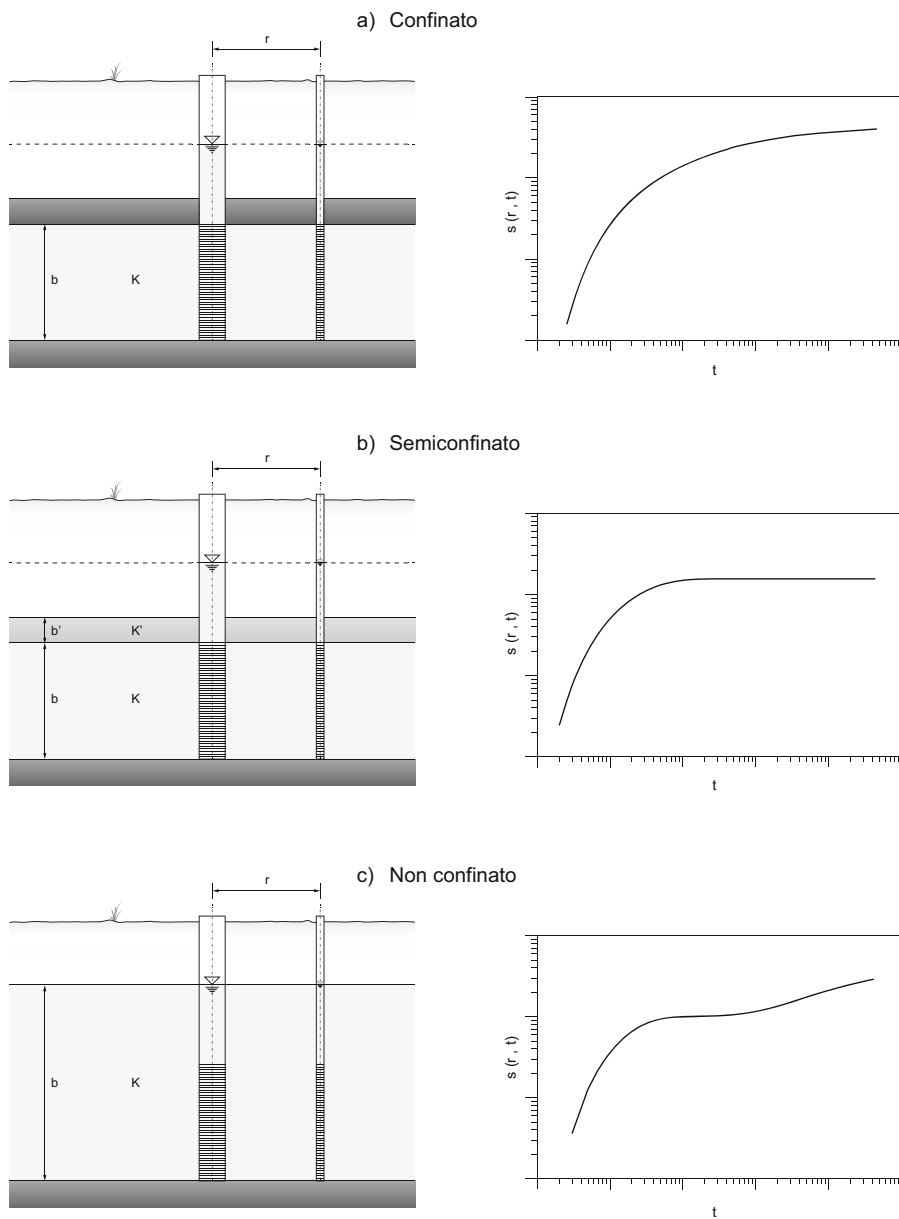 a) Confinato
r
b
K
s (r , t)
t
b) Semiconfinato
r
b'
K'
b
K
s (r , t)
t
c) Non confinato
r
b
K
s (r , t)
t